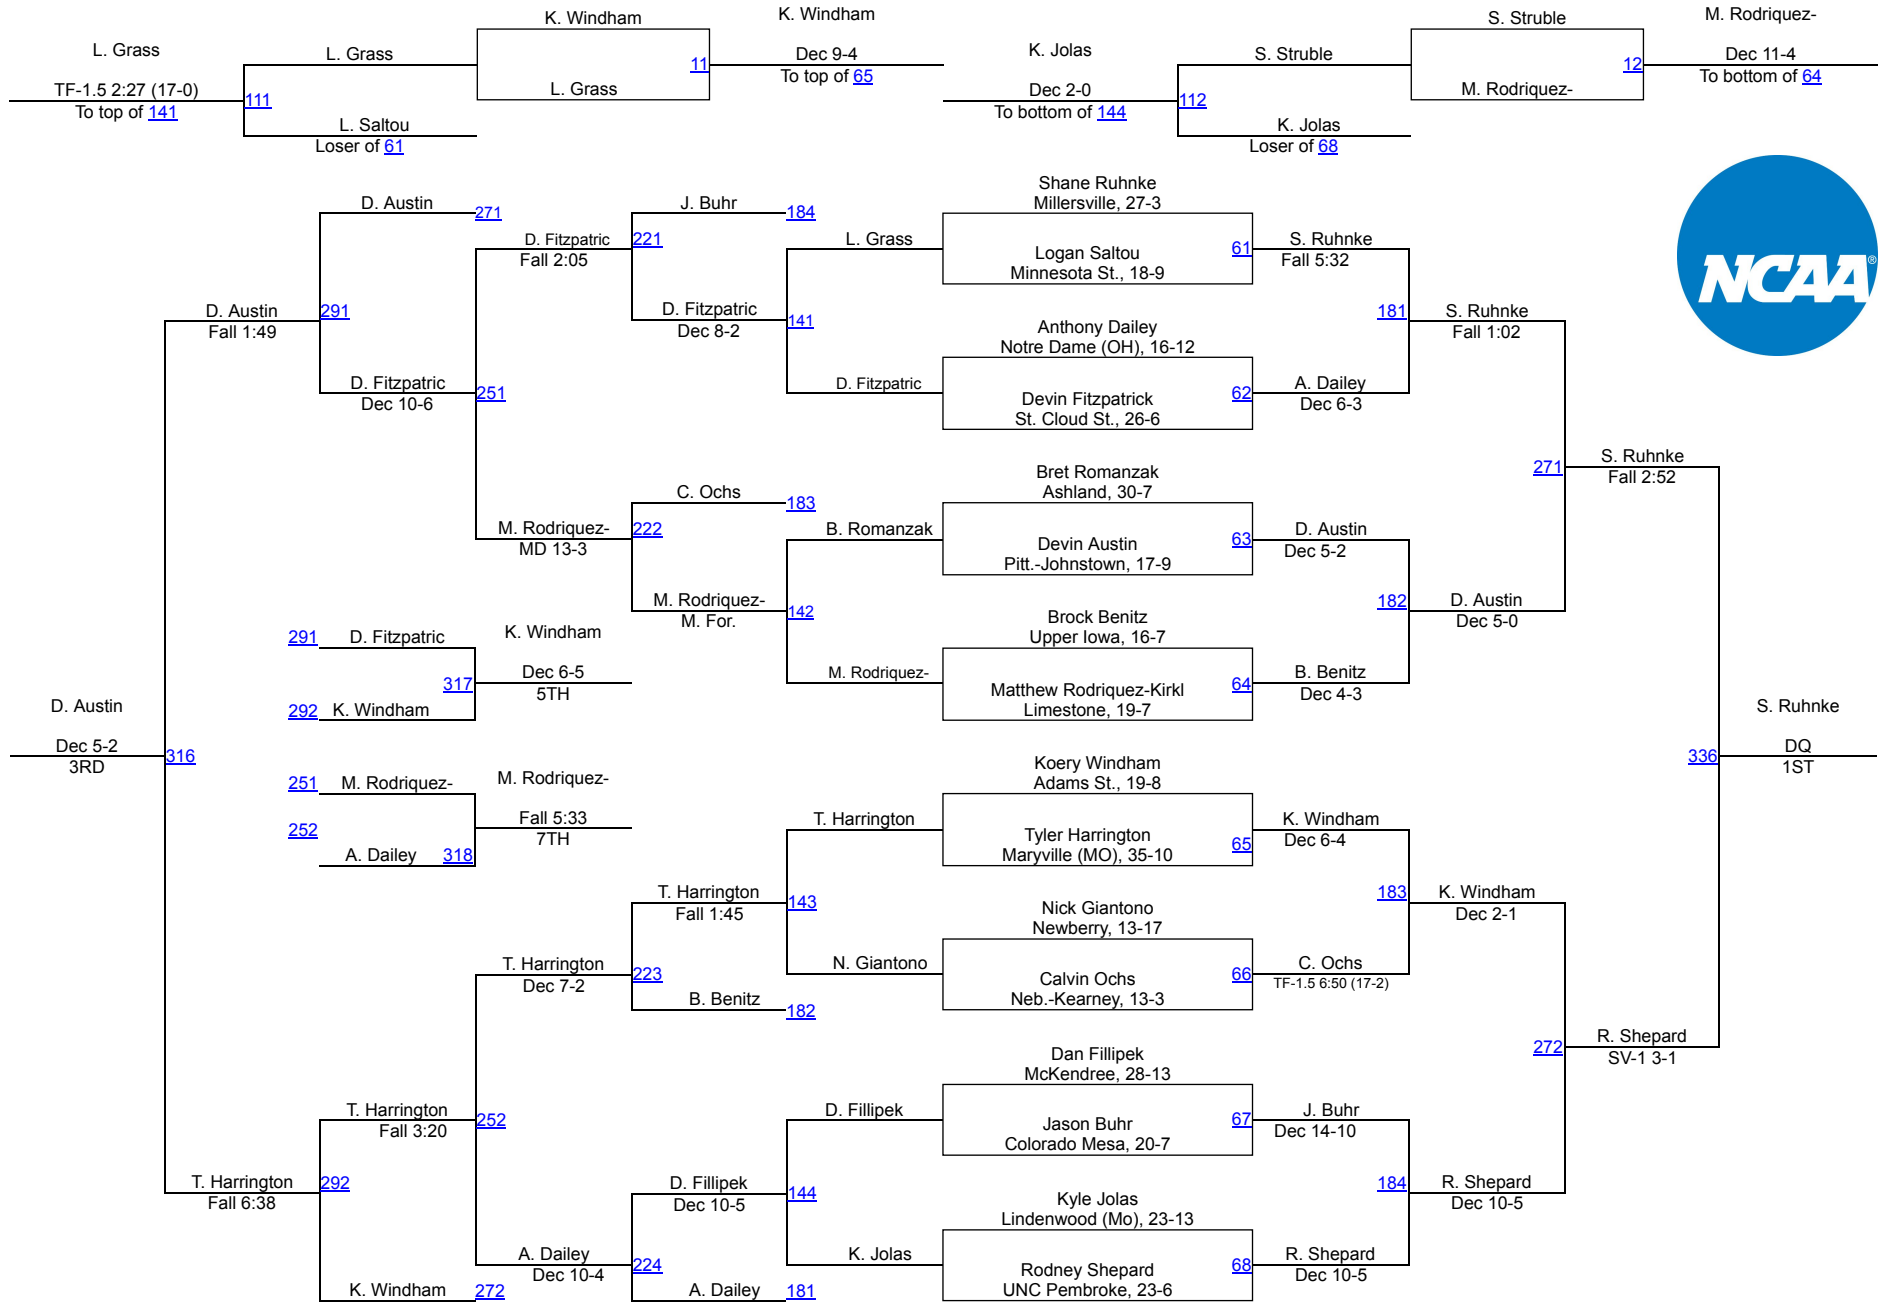 K. Windham
K. Windham
S. Struble
M. Rodriquez-
L. Grass
L. Grass
Dec 9-4
K. Jolas
S. Struble
Dec 11-4
11
12
To top of 65
To bottom of 64
TF-1.5 2:27 (17-0)
L. Grass
Dec 2-0
M. Rodriquez-
111
112
To top of 141
To bottom of 144
L. Saltou
K. Jolas
Loser of 61
Loser of 68
Shane Ruhnke
Millersville, 27-3
D. Austin
271
J. Buhr
184
D. Fitzpatric
221
L. Grass
Logan Saltou
61
S. Ruhnke
Fall 2:05
Minnesota St., 18-9
Fall 5:32
NCAA®
D. Austin
291
D. Fitzpatric
141
181
S. Ruhnke
Fall 1:49
Dec 8-2
Anthony Dailey
Fall 1:02
Notre Dame (OH), 16-12
D. Fitzpatric
251
D. Fitzpatric
Devin Fitzpatrick
62
A. Dailey
Dec 10-6
St. Cloud St., 26-6
Dec 6-3
Bret Romanzak
271
S. Ruhnke
Ashland, 30-7
Fall 2:52
C. Ochs
183
M. Rodriquez-
222
B. Romanzak
Devin Austin
63
D. Austin
MD 13-3
Pitt.-Johnstown, 17-9
Dec 5-2
M. Rodriquez-
142
182
D. Austin
M. For.
Brock Benitz
Dec 5-0
291
D. Fitzpatric
K. Windham
Upper Iowa, 16-7
Dec 6-5
M. Rodriquez-
Matthew Rodriquez-Kirkl
64
B. Benitz
317
5TH
Limestone, 19-7
Dec 4-3
292
K. Windham
D. Austin
S. Ruhnke
Dec 5-2
316
336
DQ
3RD
1ST
251
M. Rodriquez-
M. Rodriquez-
Koery Windham
Adams St., 19-8
252
Fall 5:33
T. Harrington
Tyler Harrington
65
K. Windham
7TH
Maryville (MO), 35-10
Dec 6-4
A. Dailey
318
T. Harrington
143
183
K. Windham
Fall 1:45
Nick Giantono
Dec 2-1
Newberry, 13-17
T. Harrington
223
N. Giantono
Calvin Ochs
66
C. Ochs
Dec 7-2
Neb.-Kearney, 13-3
TF-1.5 6:50 (17-2)
B. Benitz
182
Dan Fillipek
272
R. Shepard
McKendree, 28-13
SV-1 3-1
T. Harrington
252
D. Fillipek
Jason Buhr
67
J. Buhr
Fall 3:20
Colorado Mesa, 20-7
Dec 14-10
T. Harrington
292
D. Fillipek
144
184
R. Shepard
Fall 6:38
Dec 10-5
Kyle Jolas
Dec 10-5
Lindenwood (Mo), 23-13
A. Dailey
224
K. Jolas
Rodney Shepard
68
R. Shepard
Dec 10-4
UNC Pembroke, 23-6
Dec 10-5
K. Windham
272
A. Dailey
181